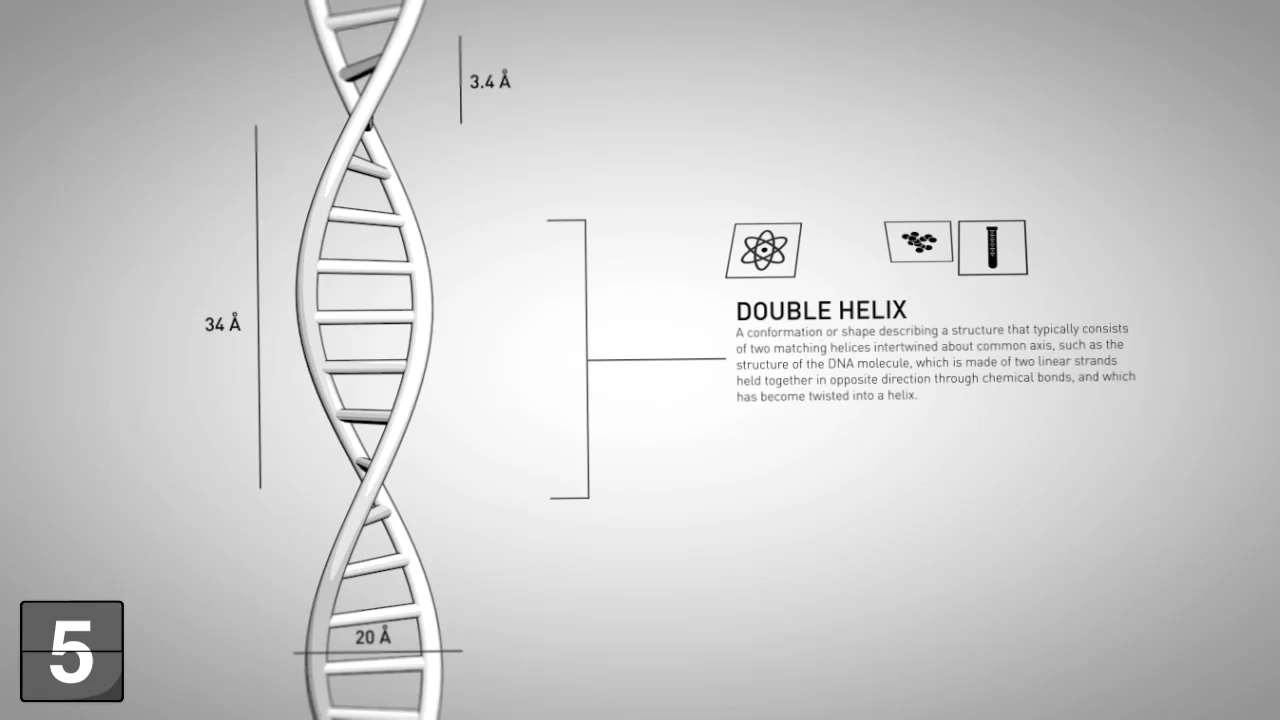 3.4 Å
34 Å
DOUBLE HELIX
A conformation or shape describing a structure that typically consists
of two matching helices intertwined about common axis, such as the
structure of the DNA molecule, which is made of two linear strands
held together in opposite direction through chemical bonds, and which
has become twisted into a helix.
20 Å
5